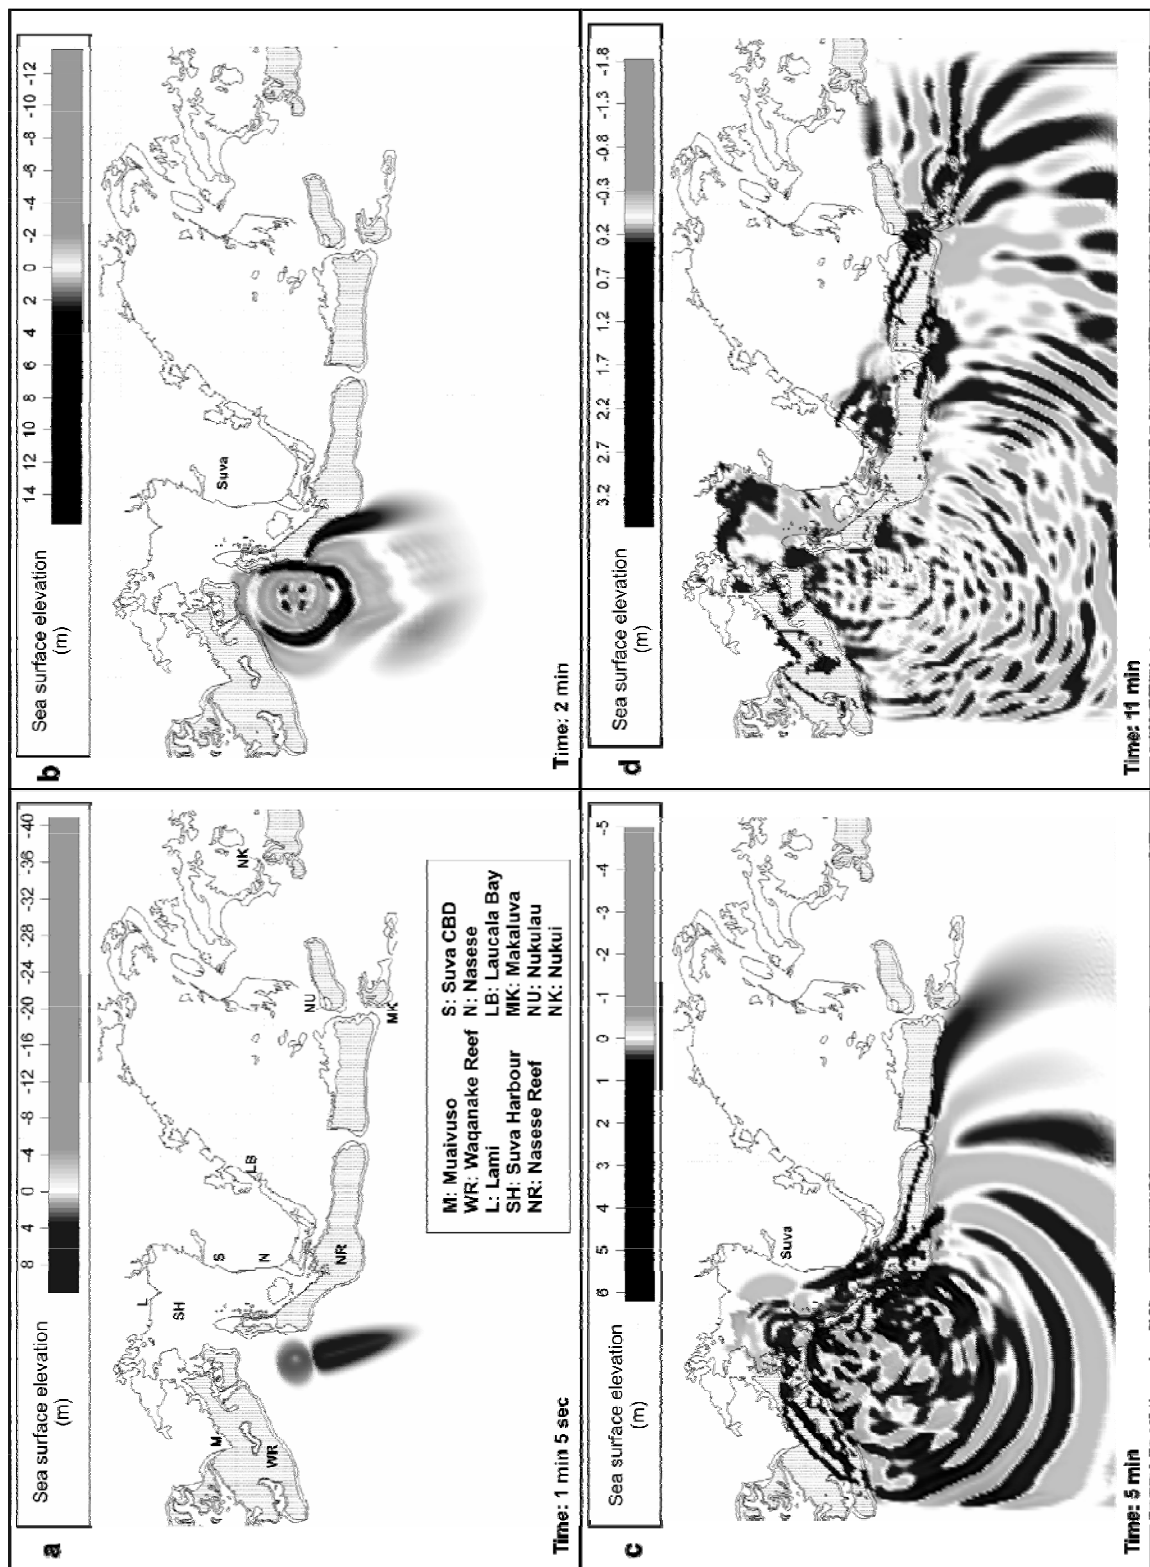 a
Sea surface elevation
(m)
8 4 0 -4 -8 -12 -16 -20 -24 -28 -32 -36 -40
L
SH
S
N
LB
M
WR
NR
NU
MK
NK
M: Muaivuso
WR: Waqanake Reef
L: Lami
SH: Suva Harbour
NR: Nasese Reef
S: Suva CBD
N: Nasese
LB: Laucala Bay
MK: Makaluva
NU: Nukulau
NK: Nukui
Time: 1 min 5 sec
b
Sea surface elevation
(m)
14 12 10 8 6 4 2 0 -2 -4 -6 -8 -10 -12
Suva
Time: 2 min
c
Sea surface elevation
(m)
6 5 4 3 2 1 0 -1 -2 -3 -4 -5
Suva
Time: 5 min
d
Sea surface elevation
(m)
3.2 2.7 2.2 1.7 1.2 0.7 0.2 -0.3 -0.8 -1.3 -1.8
Time: 11 min